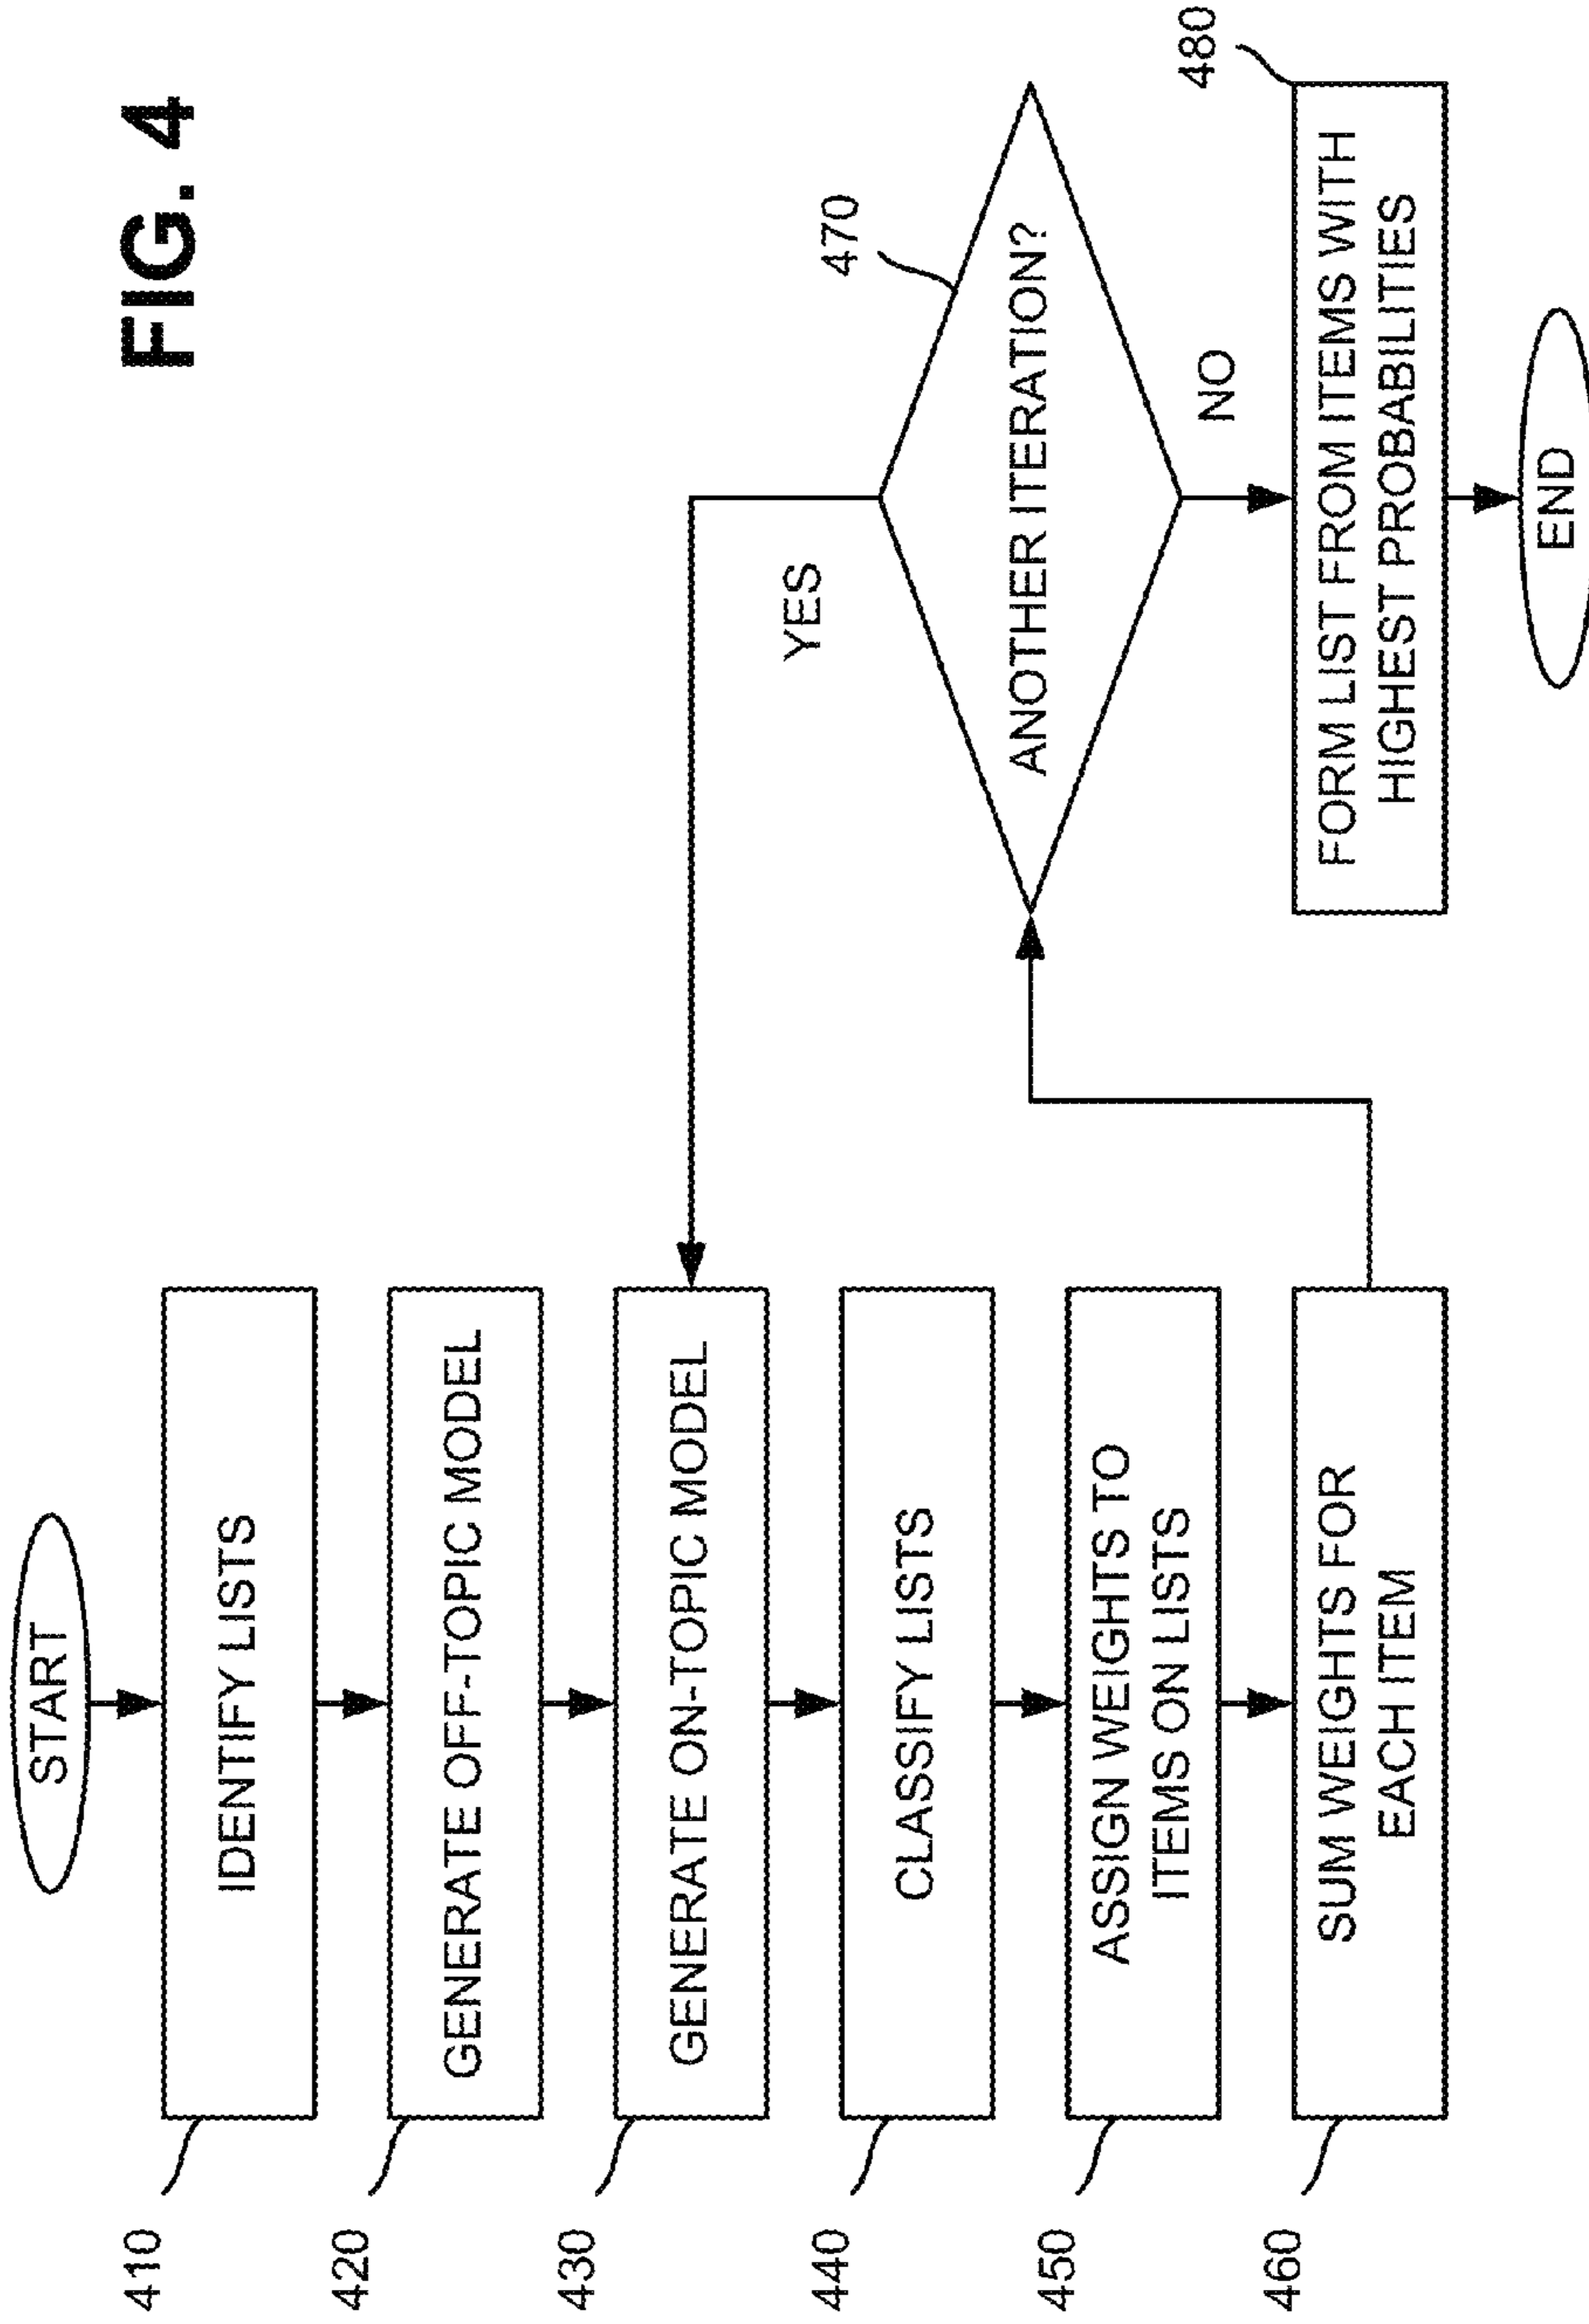 FIG. 4
START
410
IDENTIFY LISTS
420
GENERATE OFF-TOPIC MODEL
430
GENERATE ON-TOPIC MODEL
440
CLASSIFY LISTS
450
ASSIGN WEIGHTS TO
ITEMS ON LISTS
460
SUM WEIGHTS FOR
EACH ITEM
YES
470
ANOTHER ITERATION?
NO
480
FORM LIST FROM ITEMS WITH
HIGHEST PROBABILITIES
END